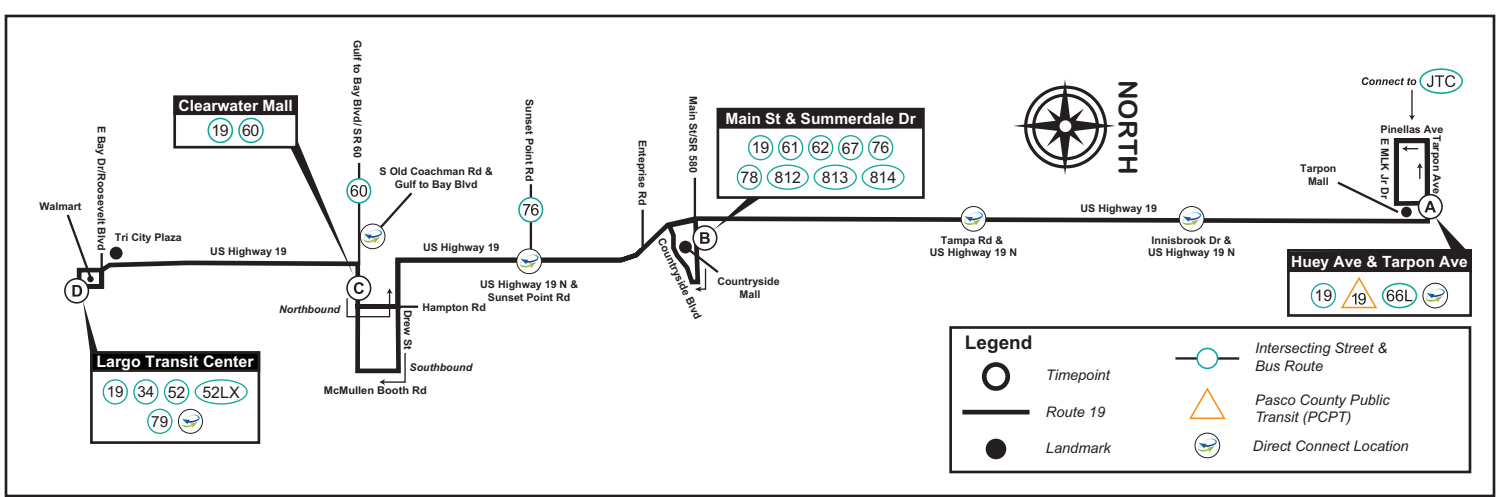 Clearwater Mall
19
60
Gulf to Bay Blvd/ SR 60
60
S Old Coachman Rd &
Gulf to Bay Blvd
E Bay Dr/Roosevelt Blvd
Walmart
Tri City Plaza
US Highway 19
D
C
Northbound
Hampton Rd
Drew St
Southbound
McMullen Booth Rd
Largo Transit Center
19
34
52
52LX
79
Sunset Point Rd
76
US Highway 19
US Highway 19 N &
Sunset Point Rd
Enteprise Rd
Main St/SR 580
Main St & Summerdale Dr
19
61
62
67
76
78
812
813
814
B
Countryside Blvd
Countryside
Mall
NORTH
Tampa Rd &
US Highway 19 N
US Highway 19
Innisbrook Dr &
US Highway 19 N
Connect to
JTC
Pinellas Ave
E MLK Jr Dr
Tarpon Ave
Tarpon
Mall
A
Huey Ave & Tarpon Ave
19
19
66L
Legend
Timepoint
Route 19
Landmark
Intersecting Street &
Bus Route
Pasco County Public
Transit (PCPT)
Direct Connect Location